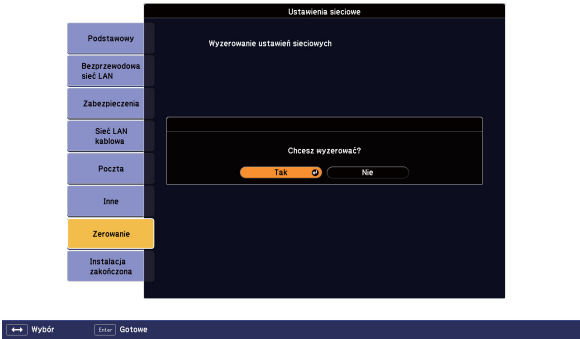 Ustawienia sieciowe
Podstawowy
Wyzerowanie ustawień sieciowych
Bezprzewodowa
sieć LAN
Zabezpieczenia
Sieć LAN
kablowa
Chcesz wyzerować?
Poczta
Tak
Nie
Inne
Zerowanie
Instalacja
zakończona
Wybór
Enter Gotowe